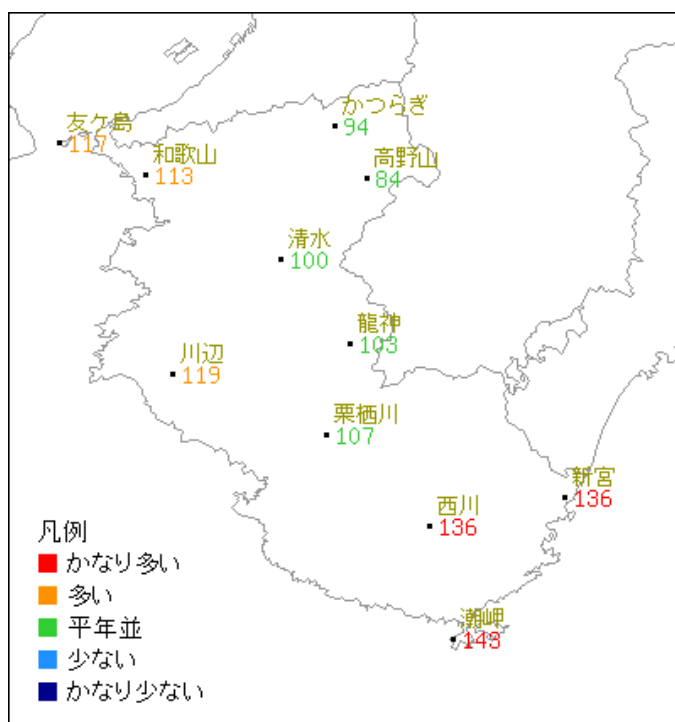 かつらぎ
94
友ケ島
117
和歌山
113
高野山
84
清水
100
龍神
103
川辺
119
栗栖川
107
新宮
136
西川
136
潮岬
143
凡例
かなり多い
多い
平年並
少ない
かなり少ない